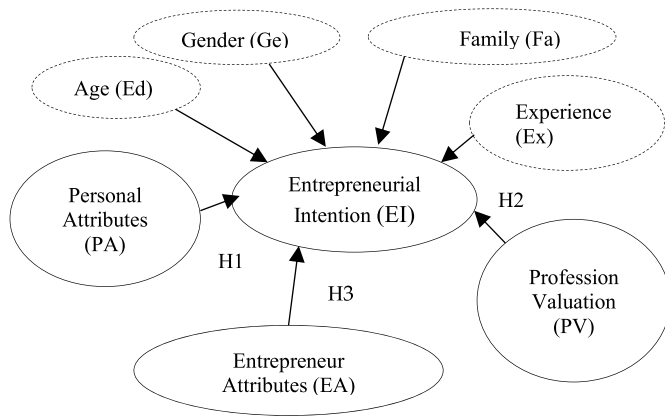 Gender (Ge)
Family (Fa)
Age (Ed)
Experience
(Ex)
Personal
Attributes
(PA)
Entrepreneurial
Intention (EI)
H2
H1
H3
Profession
Valuation
(PV)
Entrepreneur
Attributes (EA)